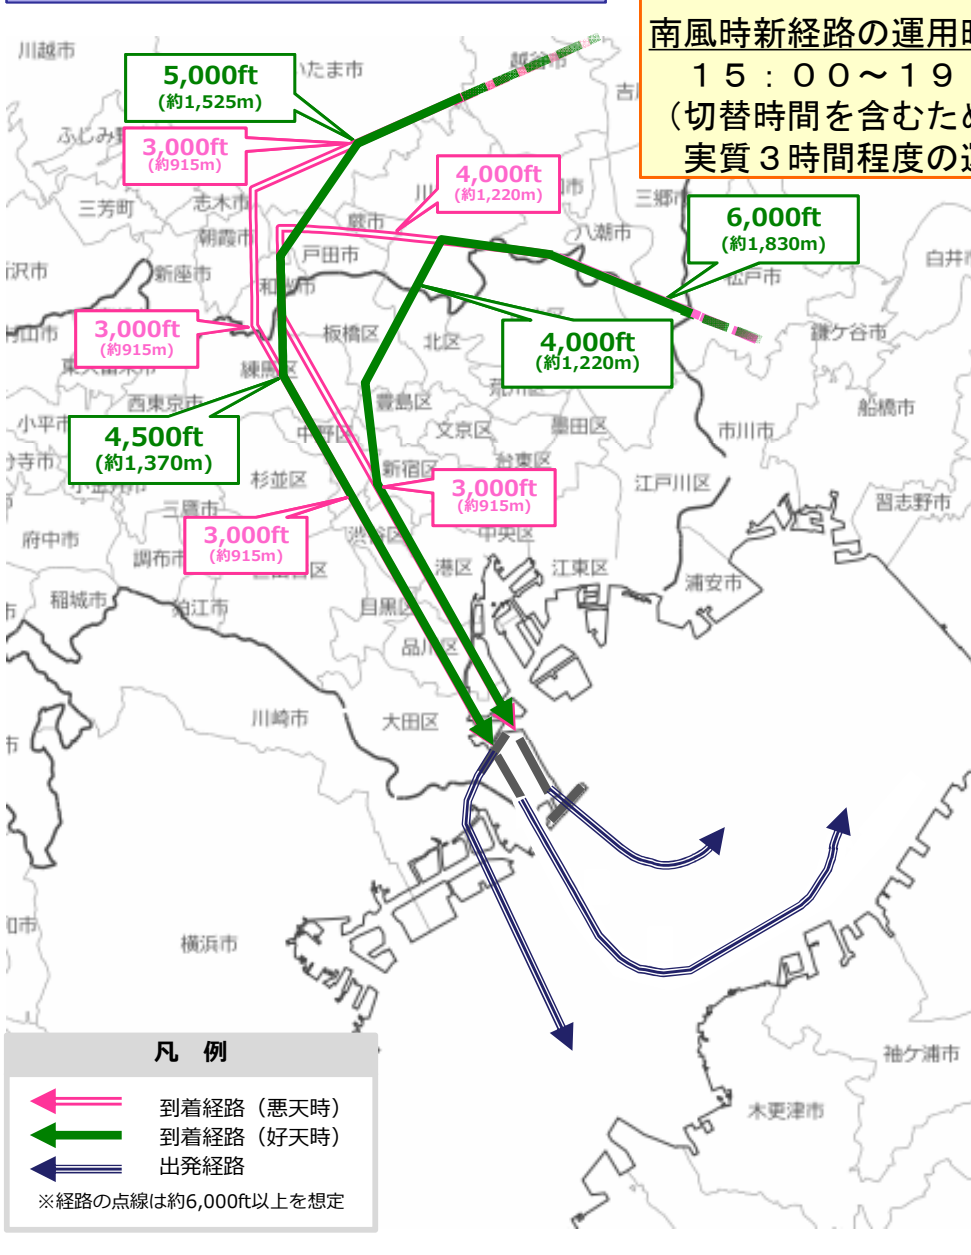 南風時新経路の運用時
１５：００～１９
（切替時間を含むため
実質３時間程度の運
川越市
いたま市
越谷市
5,000ft
(約1,525m)
3,000ft
(約915m)
4,000ft
(約1,220m)
三郷
三芳町
志木市
蕨市
6,000ft
(約1,830m)
朝霞市
戸田市
八潮市
新座市
和光市
松戸市
白井市
3,000ft
(約915m)
板橋区
北区
4,000ft
(約1,220m)
鎌ケ谷市
練馬区
西東京市
豊島区
荒川区
船橋市
小平市
4,500ft
(約1,370m)
中野区
文京区
墨田区
市川市
杉並区
新宿区
台東区
3,000ft
(約915m)
江戸川区
習志野市
三鷹市
3,000ft
(約915m)
府中市
調布市
渋谷区
中央区
港区
江東区
浦安市
稲城市
狛江市
目黒区
品川区
川崎市
大田区
横浜市
袖ケ浦市
木更津市
凡 例
到着経路（悪天時）
到着経路（好天時）
出発経路
※経路の点線は約6,000ft以上を想定